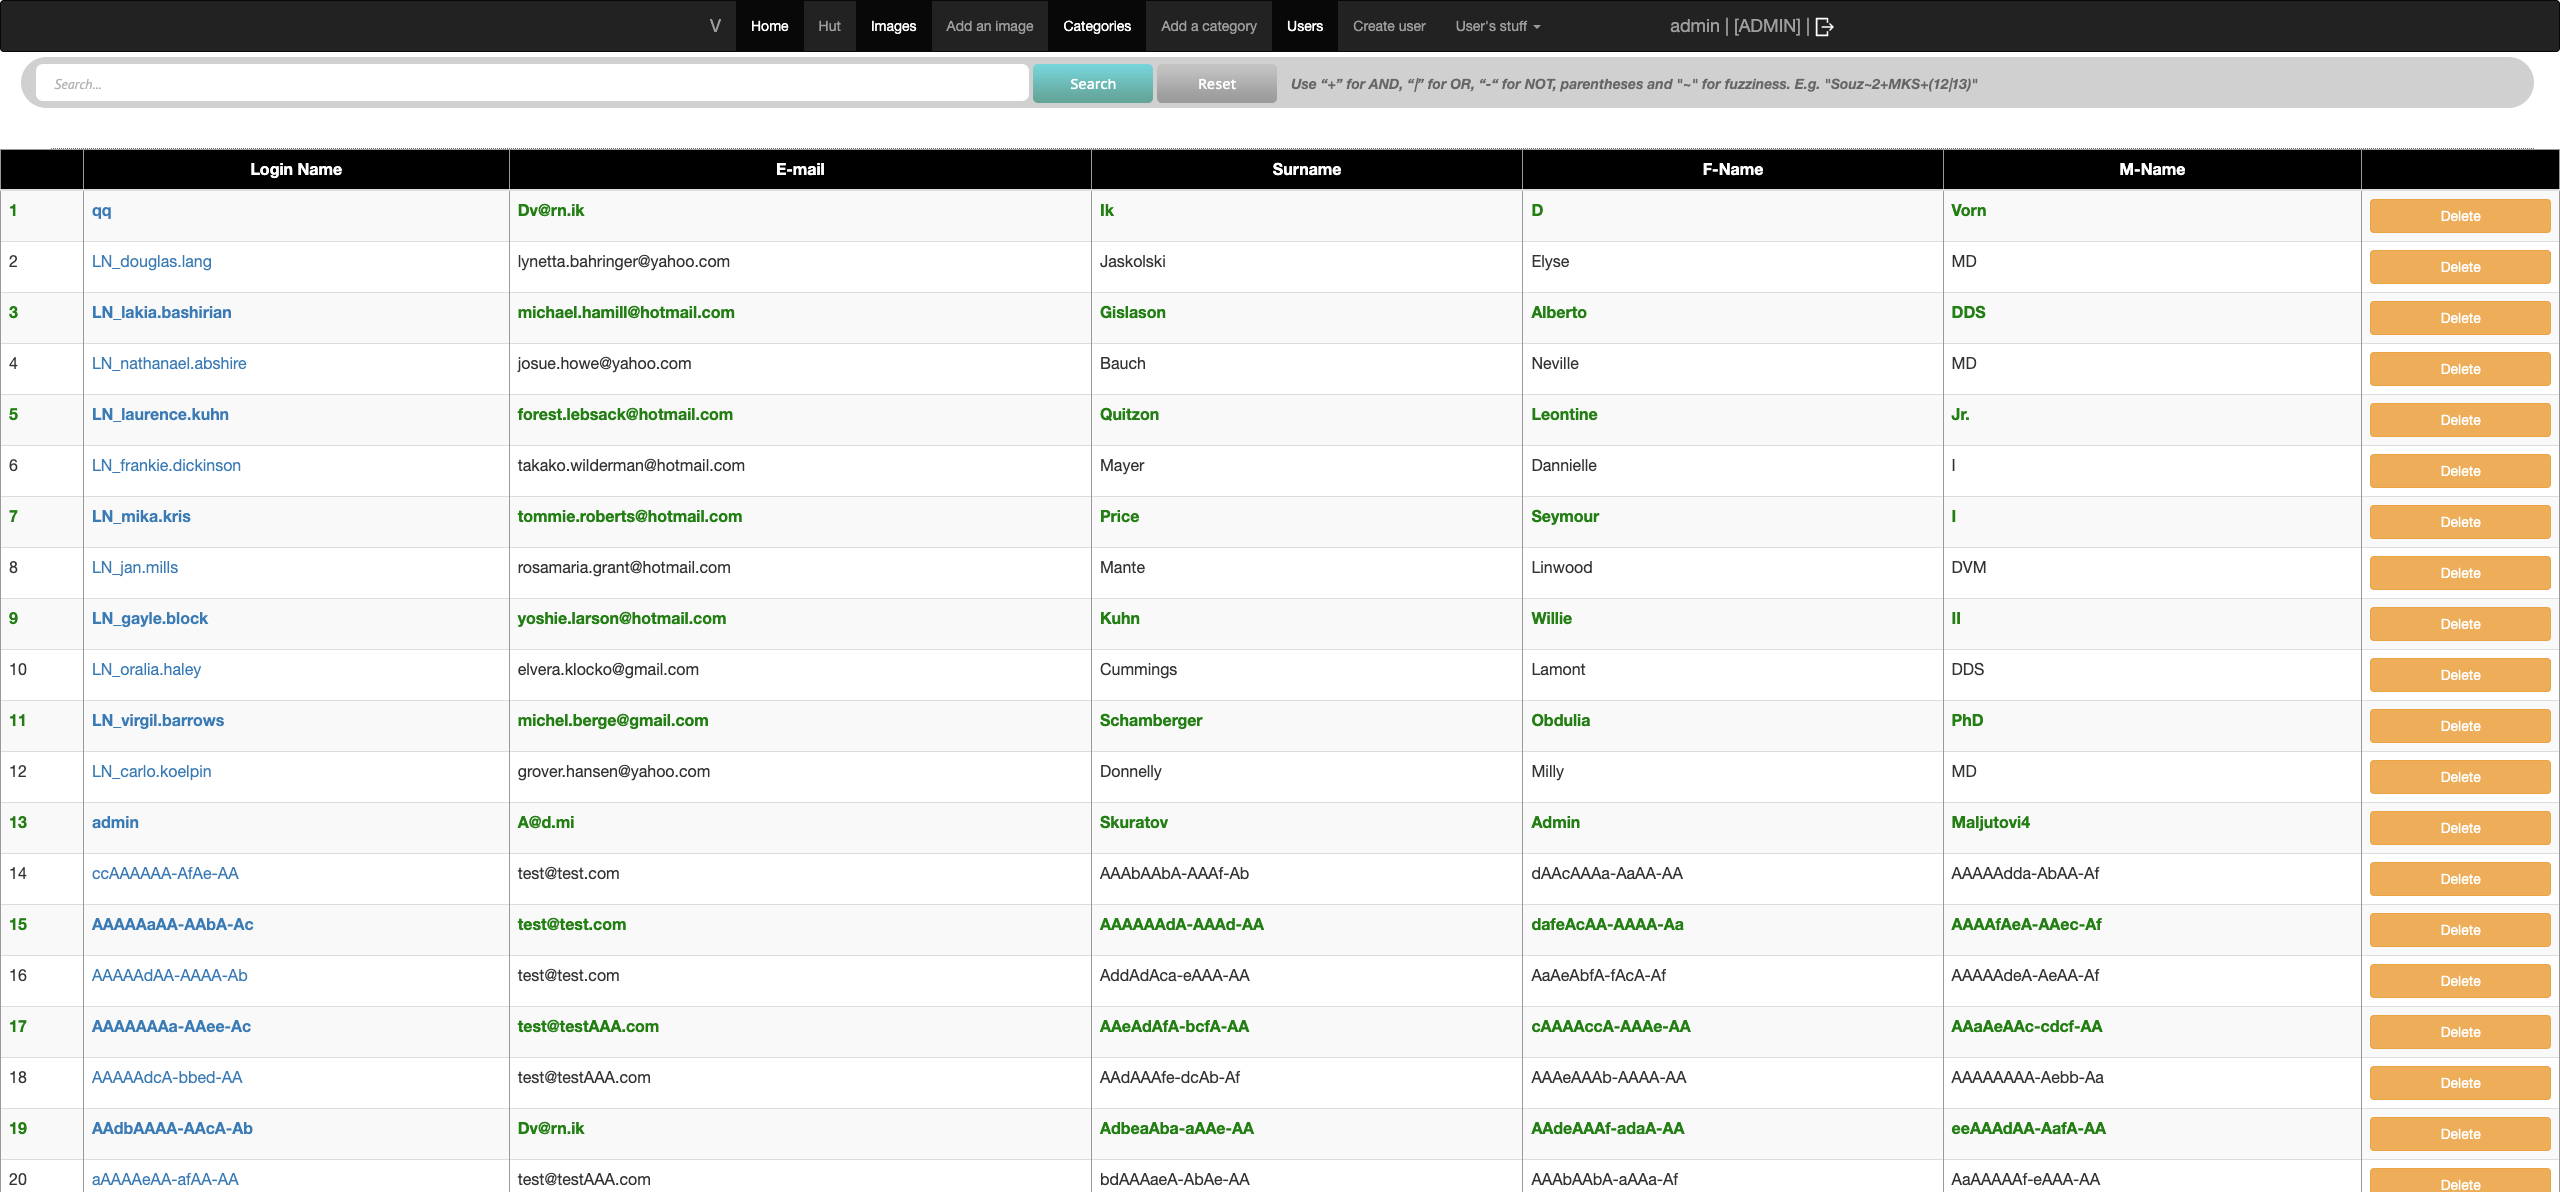 V Home Hut Images Add an image Categories Add a category Users Create user User's stuff admin | [ADMIN] |
Search... Search Reset Use “+” for AND, “|” for OR, “-“ for NOT, parentheses and "~" for fuzziness. E.g. "Souz~2+MKS+(12|13)"
Login Name E-mail Surname F-Name M-Name
1 qq Dv@rn.ik Ik D Vorn Delete
2 LN_douglas.lang lynetta.bahringer@yahoo.com Jaskolski Elyse MD Delete
3 LN_lakia.bashirian michael.hamill@hotmail.com Gislason Alberto DDS Delete
4 LN_nathanael.abshire josue.howe@yahoo.com Bauch Neville MD Delete
5 LN_laurence.kuhn forest.lebsack@hotmail.com Quitzon Leontine Jr. Delete
6 LN_frankie.dickinson takako.wilderman@hotmail.com Mayer Dannielle I Delete
7 LN_mika.kris tommie.roberts@hotmail.com Price Seymour I Delete
8 LN_jan.mills rosamaria.grant@hotmail.com Mante Linwood DVM Delete
9 LN_gayle.block yoshie.larson@hotmail.com Kuhn Willie II Delete
10 LN_oralia.haley elvera.klocko@gmail.com Cummings Lamont DDS Delete
11 LN_virgil.barrows michel.berge@gmail.com Schamberger Obdulia PhD Delete
12 LN_carlo.koelpin grover.hansen@yahoo.com Donnelly Milly MD Delete
13 admin A@d.mi Skuratov Admin Maljutovi4 Delete
14 ccAAAAAA-AfAe-AA test@test.com AAAbAAbA-AAAf-Ab dAAcAAAa-AaAA-AA AAAAAdda-AbAA-Af Delete
15 AAAAAaAA-AAbA-Ac test@test.com AAAAAAdA-AAAd-AA dafeAcAA-AAAA-Aa AAAAfAeA-AAec-Af Delete
16 AAAAAdAA-AAAA-Ab test@test.com AddAdAca-eAAA-AA AaAeAbfA-fAcA-Af AAAAAdeA-AeAA-Af Delete
17 AAAAAAAa-AAee-Ac test@testAAA.com AAeAdAfA-bcfA-AA cAAAAccA-AAAe-AA AAaAeAAc-cdcf-AA Delete
18 AAAAAdcA-bbed-AA test@testAAA.com AAdAAAfe-dcAb-Af AAAeAAAb-AAAA-AA AAAAAAAA-Aebb-Aa Delete
19 AAdbAAAA-AAcA-Ab Dv@rn.ik AdbeaAba-aAAe-AA AAdeAAAf-adaA-AA eeAAAdAA-AafA-AA Delete
20 aAAAAeAA-afAA-AA test@testAAA.com bdAAAaeA-AbAe-AA AAAbAAbA-aAAa-Af AaAAAAAf-eAAA-AA Delete